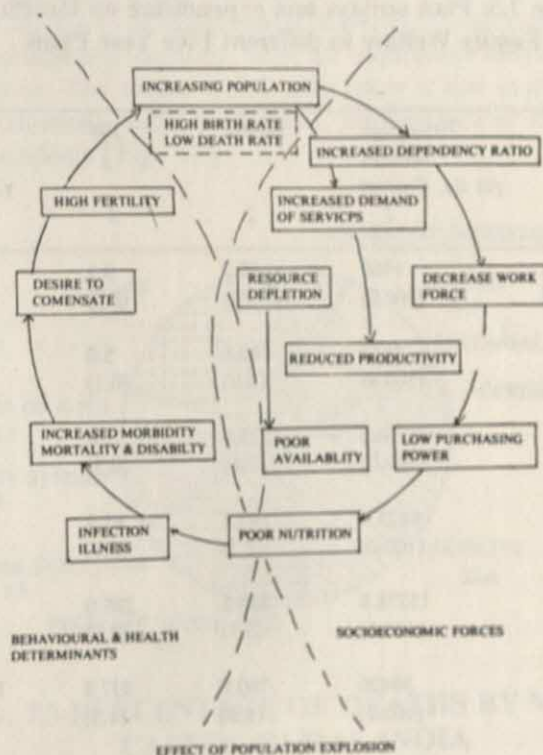 INCREASING POPULATION
HIGH BIRTH RATE
LOW DEATH RATE
INCREASED DEPENDENCY RATIO
HIGH FERTILITY
INCREASED DEMAND
OF SERVICPS
DESIRE TO
COMENSATE
RESOURCE
DEPLETION
DECREASE WORK
FORCE
REDUCED PRODUCTIVITY
INCREASED MORBIDITY
MORTALITY & DISABILTY
POOR
AVAILABLITY
LOW PURCHASING
POWER
INFECTION
ILLNESS
POOR NUTRITION
BEHAVIOURAL & HEALTH
DETERMINANTS
SOCIOECONOMIC FORCES
EFFECT OF POPULATION EXPLOSION